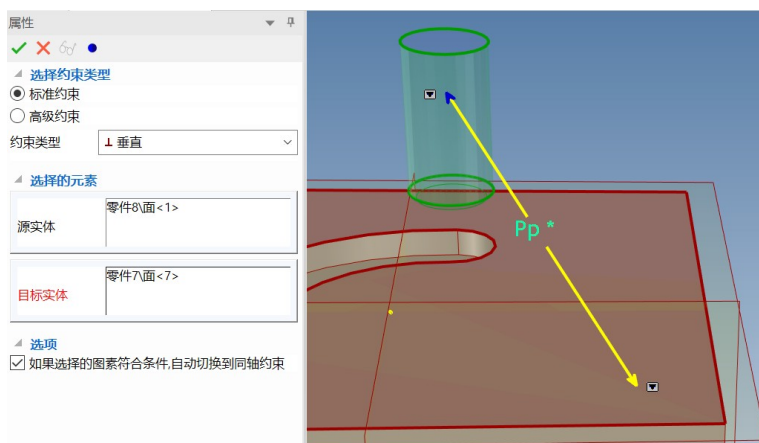 属性
选择约束类型
标准约束
高级约束
约束类型
垂直
选择的元素
源实体
零件8\面<1>
目标实体
零件7\面<7>
选项
如果选择的图素符合条件,自动切换到同轴约束
Pp *